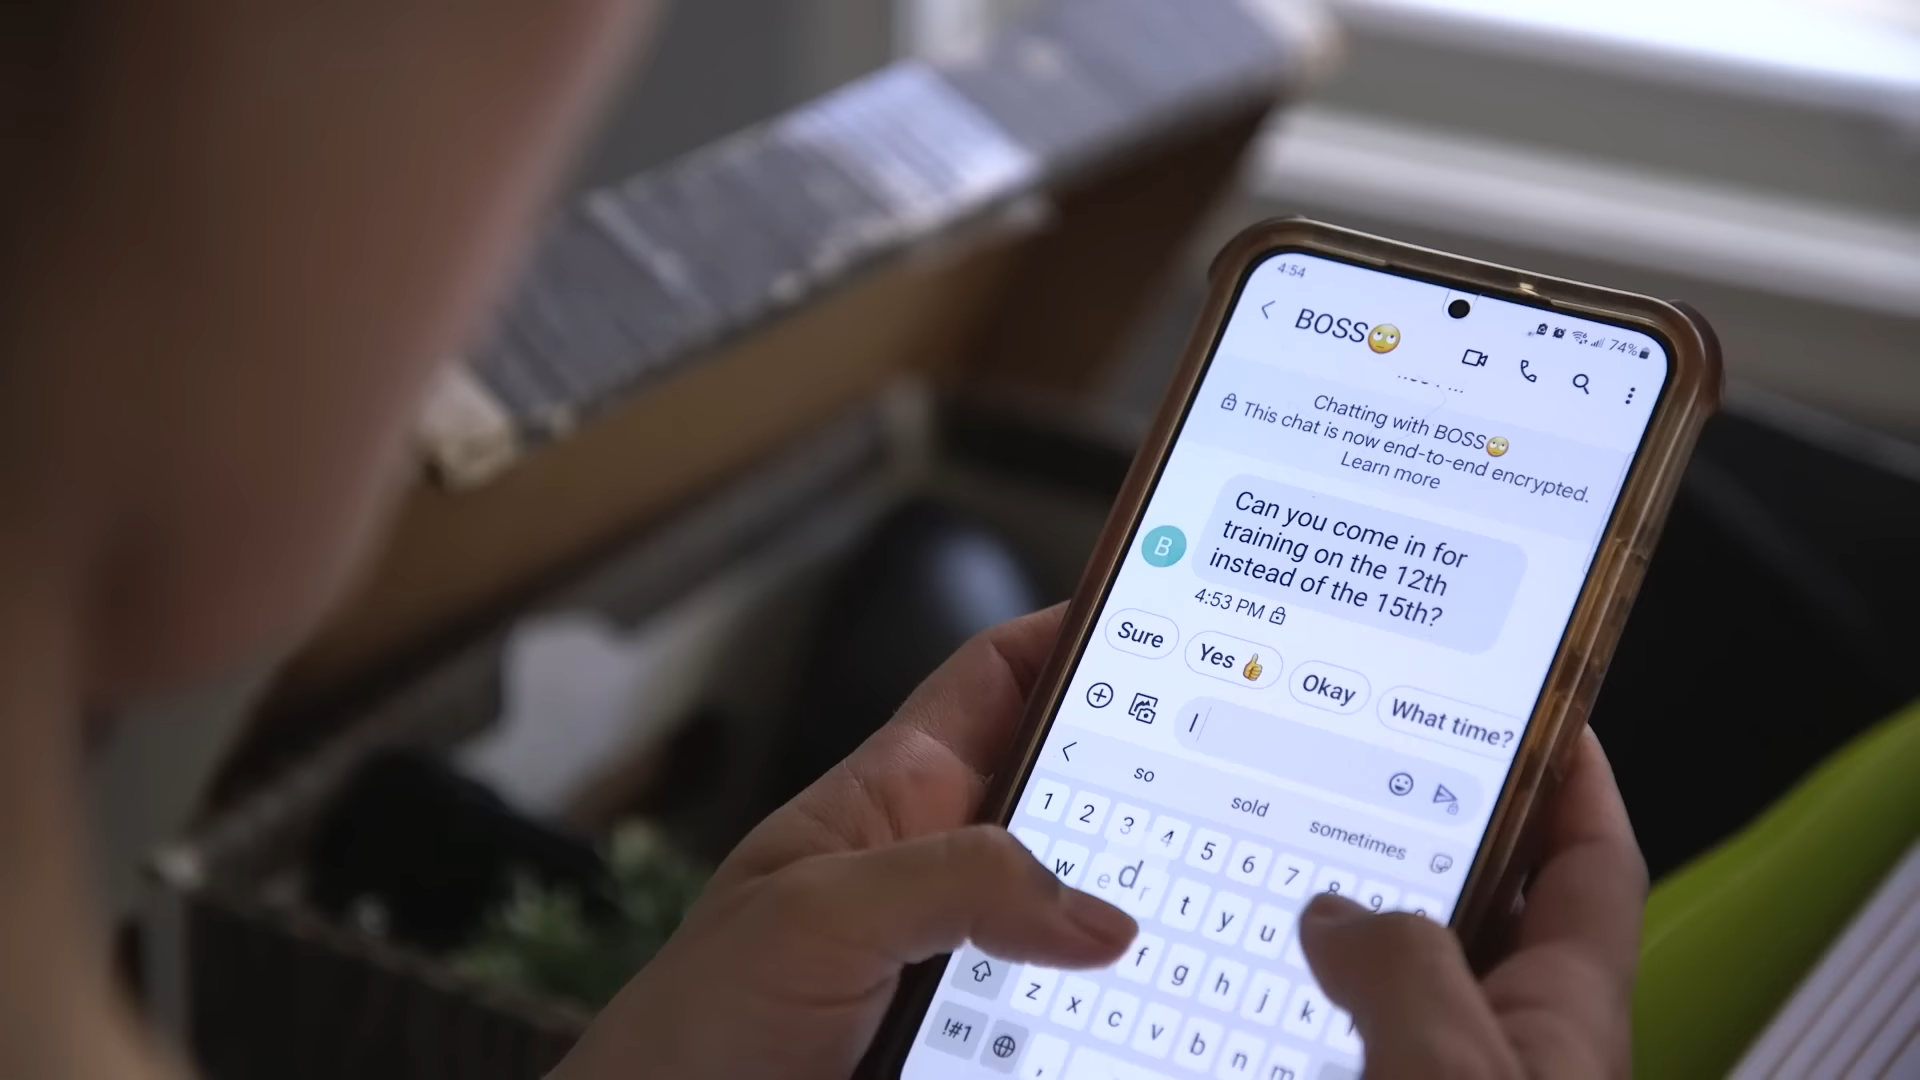 4:54
74%
BOSS🙄
Chatting with BOSS🙄
This chat is now end-to-end encrypted.
Learn more
B
Can you come in for
training on the 12th
instead of the 15th?
4:53 PM
Sure
Yes 👍
Okay
What time?
I
so
sold
sometimes
1 2 3 4 5 6 7 8 9
w e d r t y u
f g h j k
z x c v b n m
!#1 ,